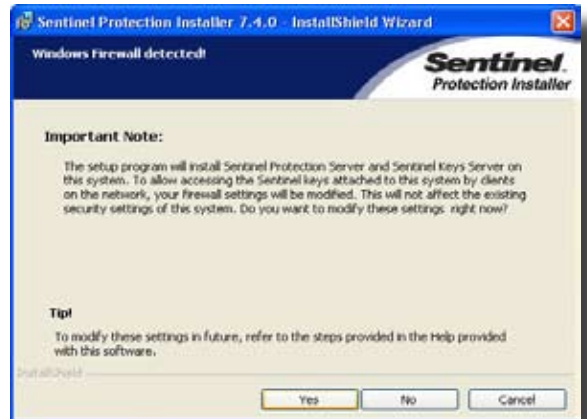 Sentinel Protection Installer 7.4.0 - InstallShield Wizard
Windows Firewall detected!
Sentinel.
Protection Installer
Important Note:
The setup program will install Sentinel Protection Server and Sentinel Keys Server on
this system. To allow accessing the Sentinel keys attached to this system by clients
on the network, your firewall settings will be modified. This will not affect the existing
security settings of this system. Do you want to modify these settings right now?
Tip!
To modify these settings in future, refer to the steps provided in the Help provided
with this software.
InstallShield
Yes
No
Cancel